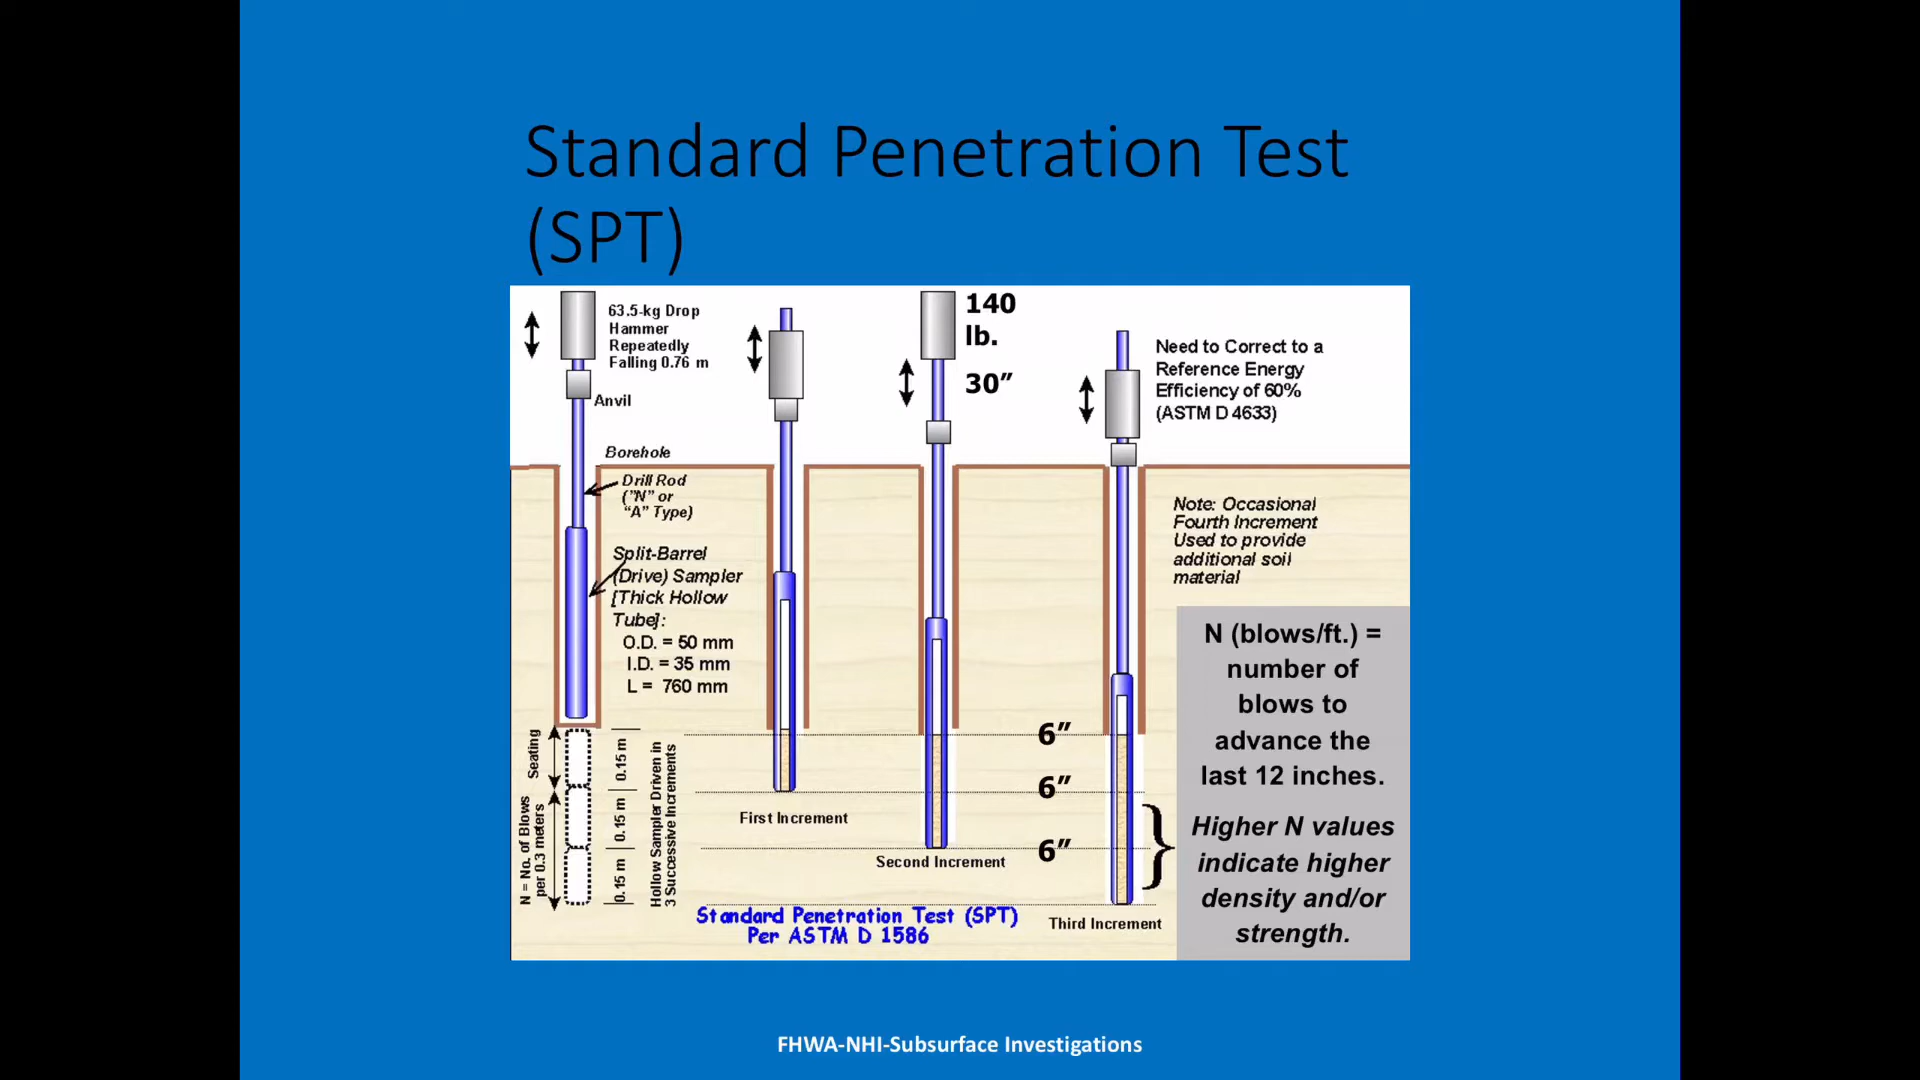 Standard Penetration Test
(SPT)
63.5-kg Drop
Hammer
Repeatedly
Falling 0.76 m
Anvil
140
lb.
30”
Need to Correct to a
Reference Energy
Efficiency of 60%
(ASTM D 4633)
Borehole
Drill Rod
("N" or
"A" Type)
Split-Barrel
(Drive) Sampler
[Thick Hollow
Tube]:
O.D. = 50 mm
I.D. = 35 mm
L = 760 mm
Note: Occasional
Fourth Increment
Used to provide
additional soil
material
Seating
N = No. of Blows
per 0.3 meters
0.15 m
0.15 m
0.15 m
Hollow Sampler Driven in
3 Successive Increments
First Increment
Second Increment
Third Increment
6”
6”
6”
Standard Penetration Test (SPT)
Per ASTM D 1586
N (blows/ft.) =
number of
blows to
advance the
last 12 inches.
Higher N values
indicate higher
density and/or
strength.
FHWA-NHI-Subsurface Investigations